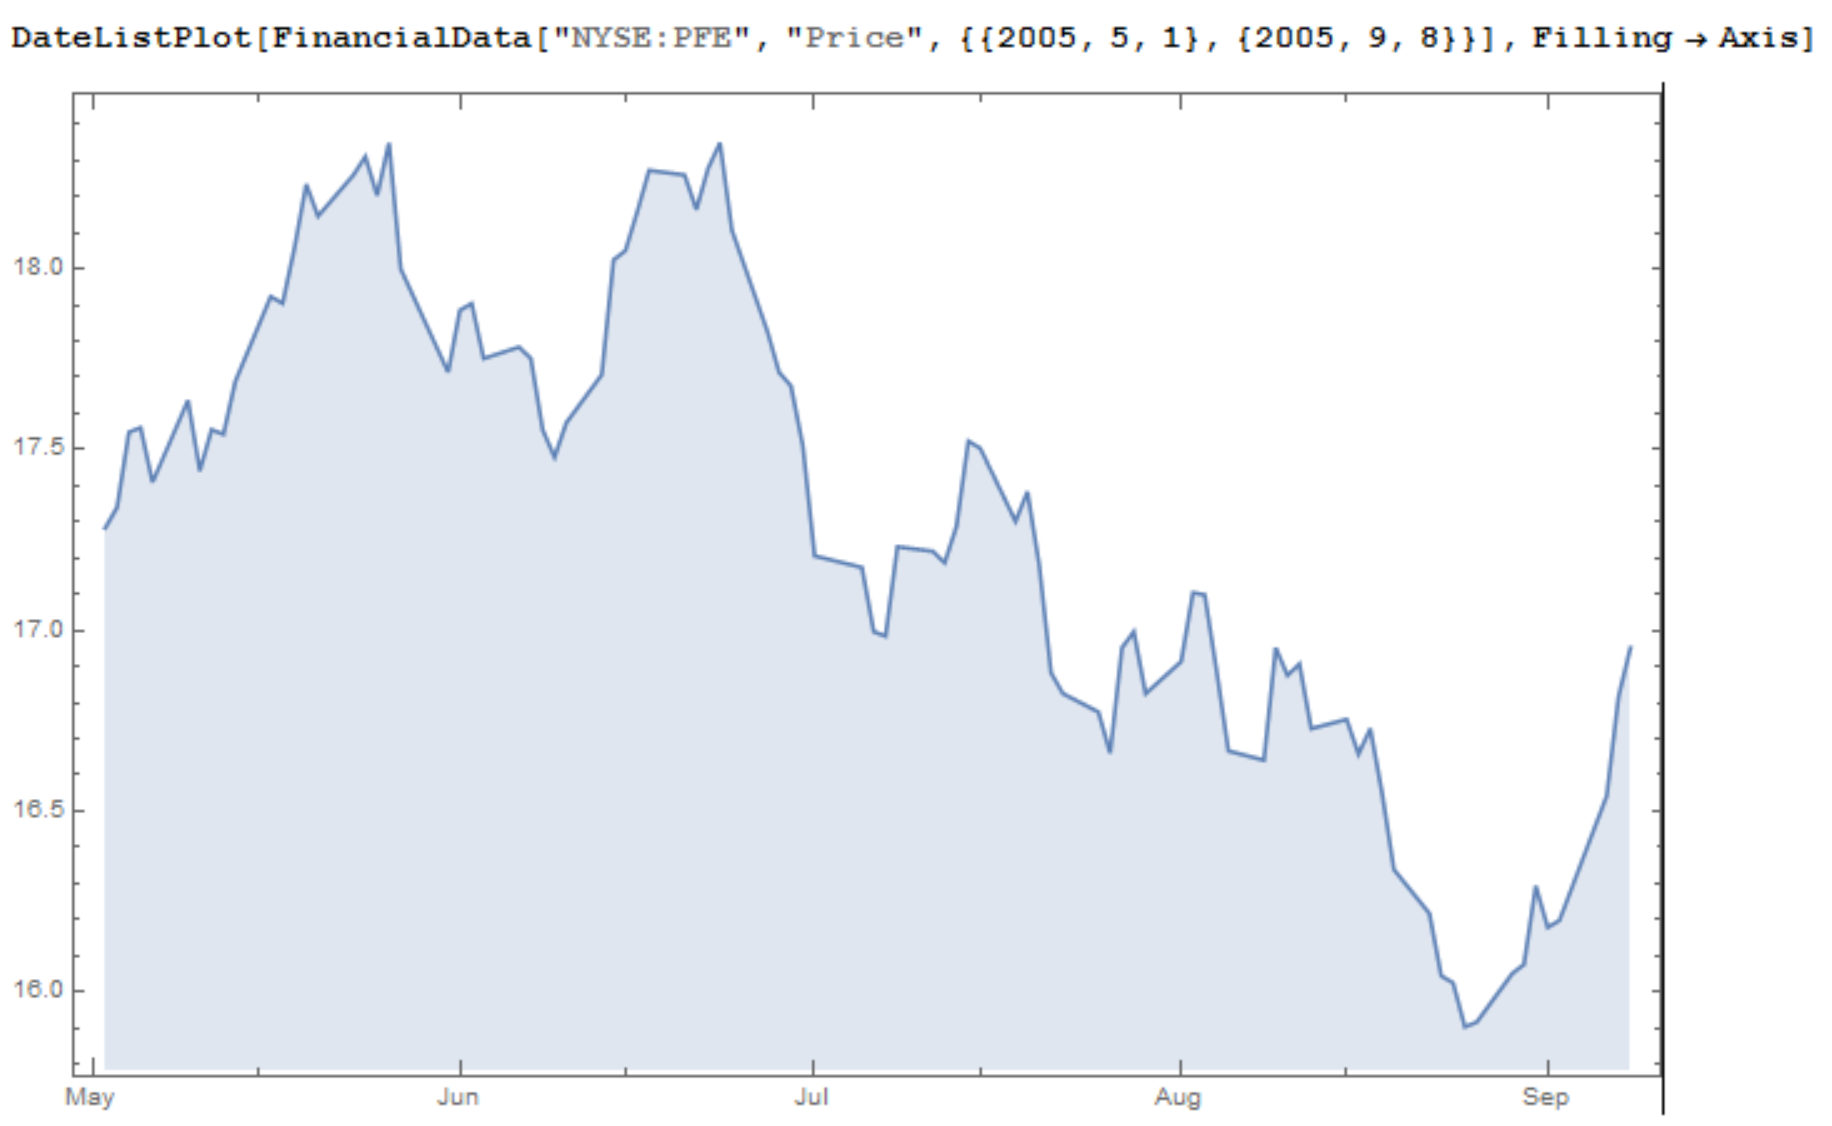 DateListPlot[FinancialData["NYSE:PFE", "Price", {{2005, 5, 1}, {2005, 9, 8}}], Filling → Axis]
18.0
17.5
17.0
16.5
16.0
May Jun Jul Aug Sep